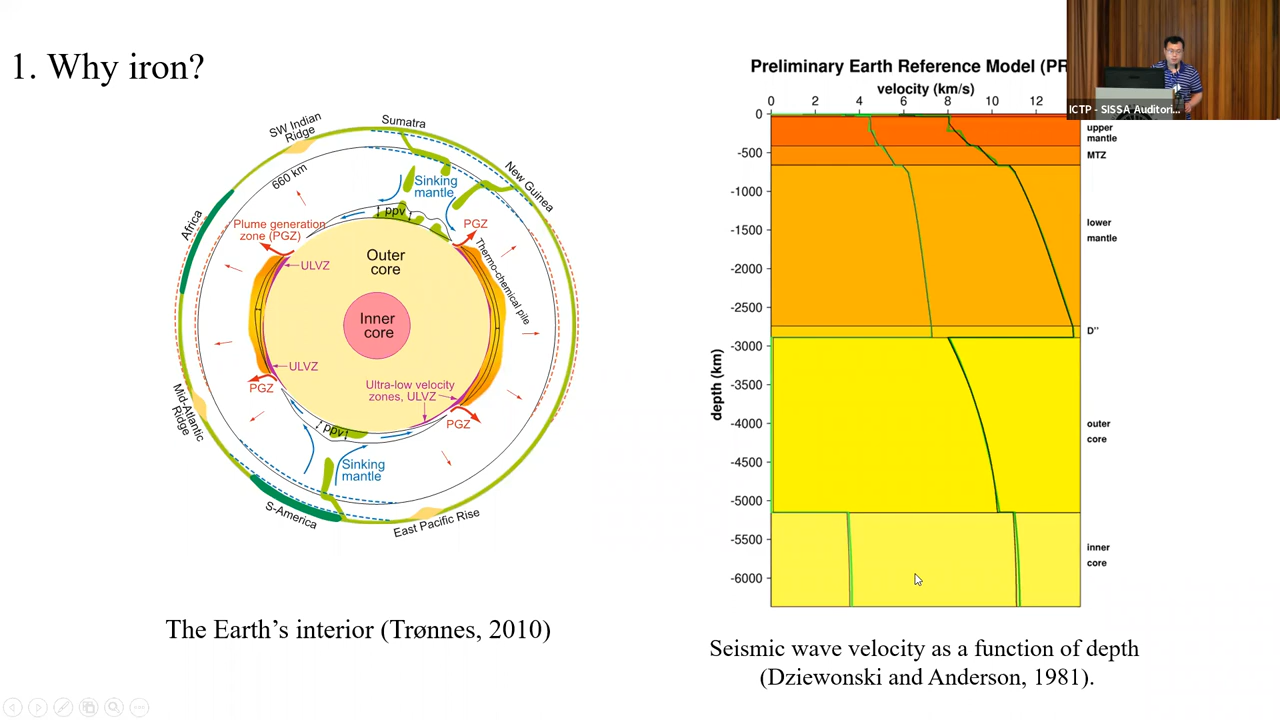 1. Why iron?
SW Indian
Ridge
Sumatra
New Guinea
660 km
Africa
Sinking
mantle
ppv
PGZ
Plume generation
zone (PGZ)
ULVZ
Outer
core
Thermo-chemical pile
Inner
core
ULVZ
PGZ
Ultra-low velocity
zones, ULVZ
PGZ
Mid-Atlantic
Ridge
ppv
Sinking
mantle
S-America
East Pacific Rise
The Earth's interior (Trønnes, 2010)
Preliminary Earth Reference Model (PR
velocity (km/s)
0 2 4 6 8 10 12
0
-500
-1000
-1500
-2000
-2500
-3000
-3500
-4000
-4500
-5000
-5500
-6000
depth (km)
upper
mantle
MTZ
lower
mantle
D''
outer
core
inner
core
Seismic wave velocity as a function of depth
(Dziewonski and Anderson, 1981).
ICTP - SISSA Auditori...